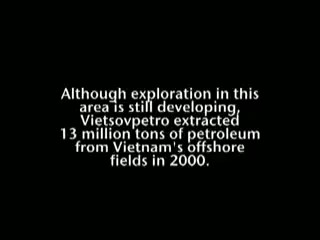 Although exploration in this
area is still developing,
Vietsovpetro extracted
13 million tons of petroleum
from Vietnam's offshore
fields in 2000.